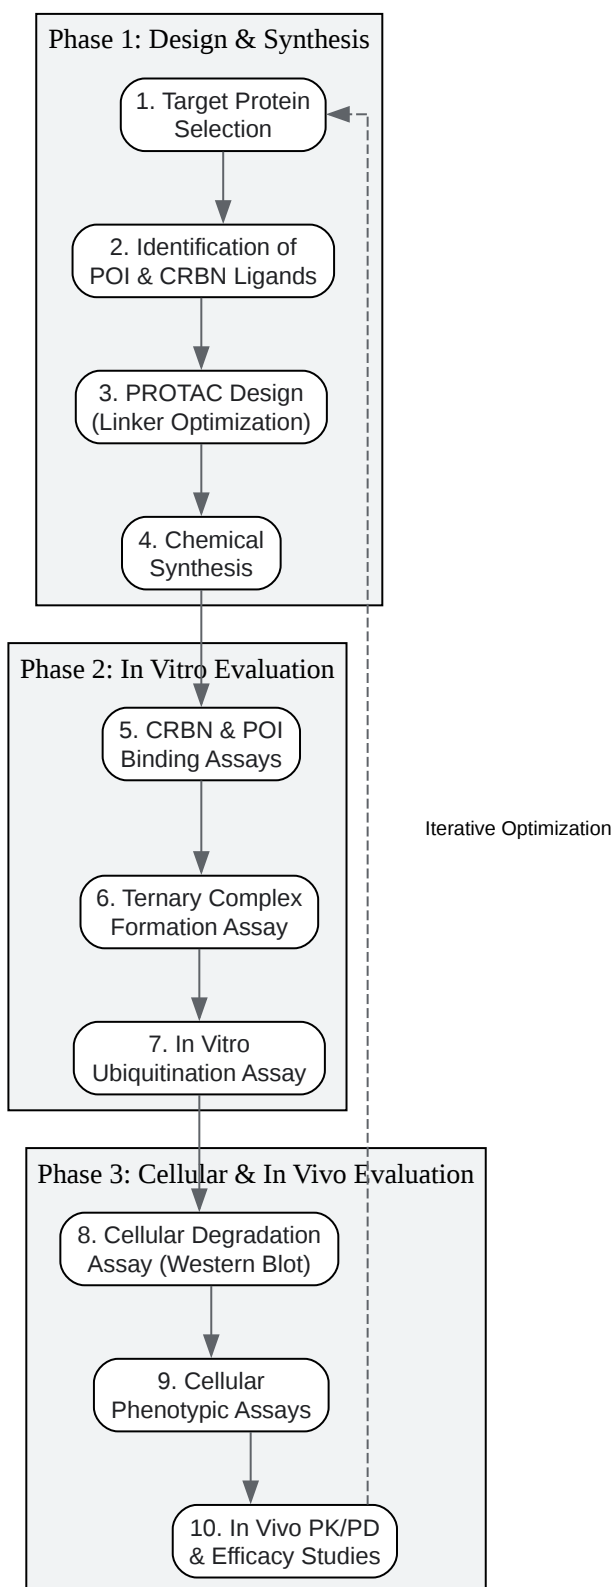 Phase 1: Design & Synthesis
1. Target Protein
Selection
2. Identification of
POI & CRBN Ligands
3. PROTAC Design
(Linker Optimization)
4. Chemical
Synthesis
Phase 2: In Vitro Evaluation
5. CRBN & POI
Binding Assays
Iterative Optimization
6. Ternary Complex
Formation Assay
7. In Vitro
Ubiquitination Assay
Phase 3: Cellular & In Vivo Evaluation
8. Cellular Degradation
Assay (Western Blot)
9. Cellular
Phenotypic Assays
10. In Vivo PK/PD
& Efficacy Studies